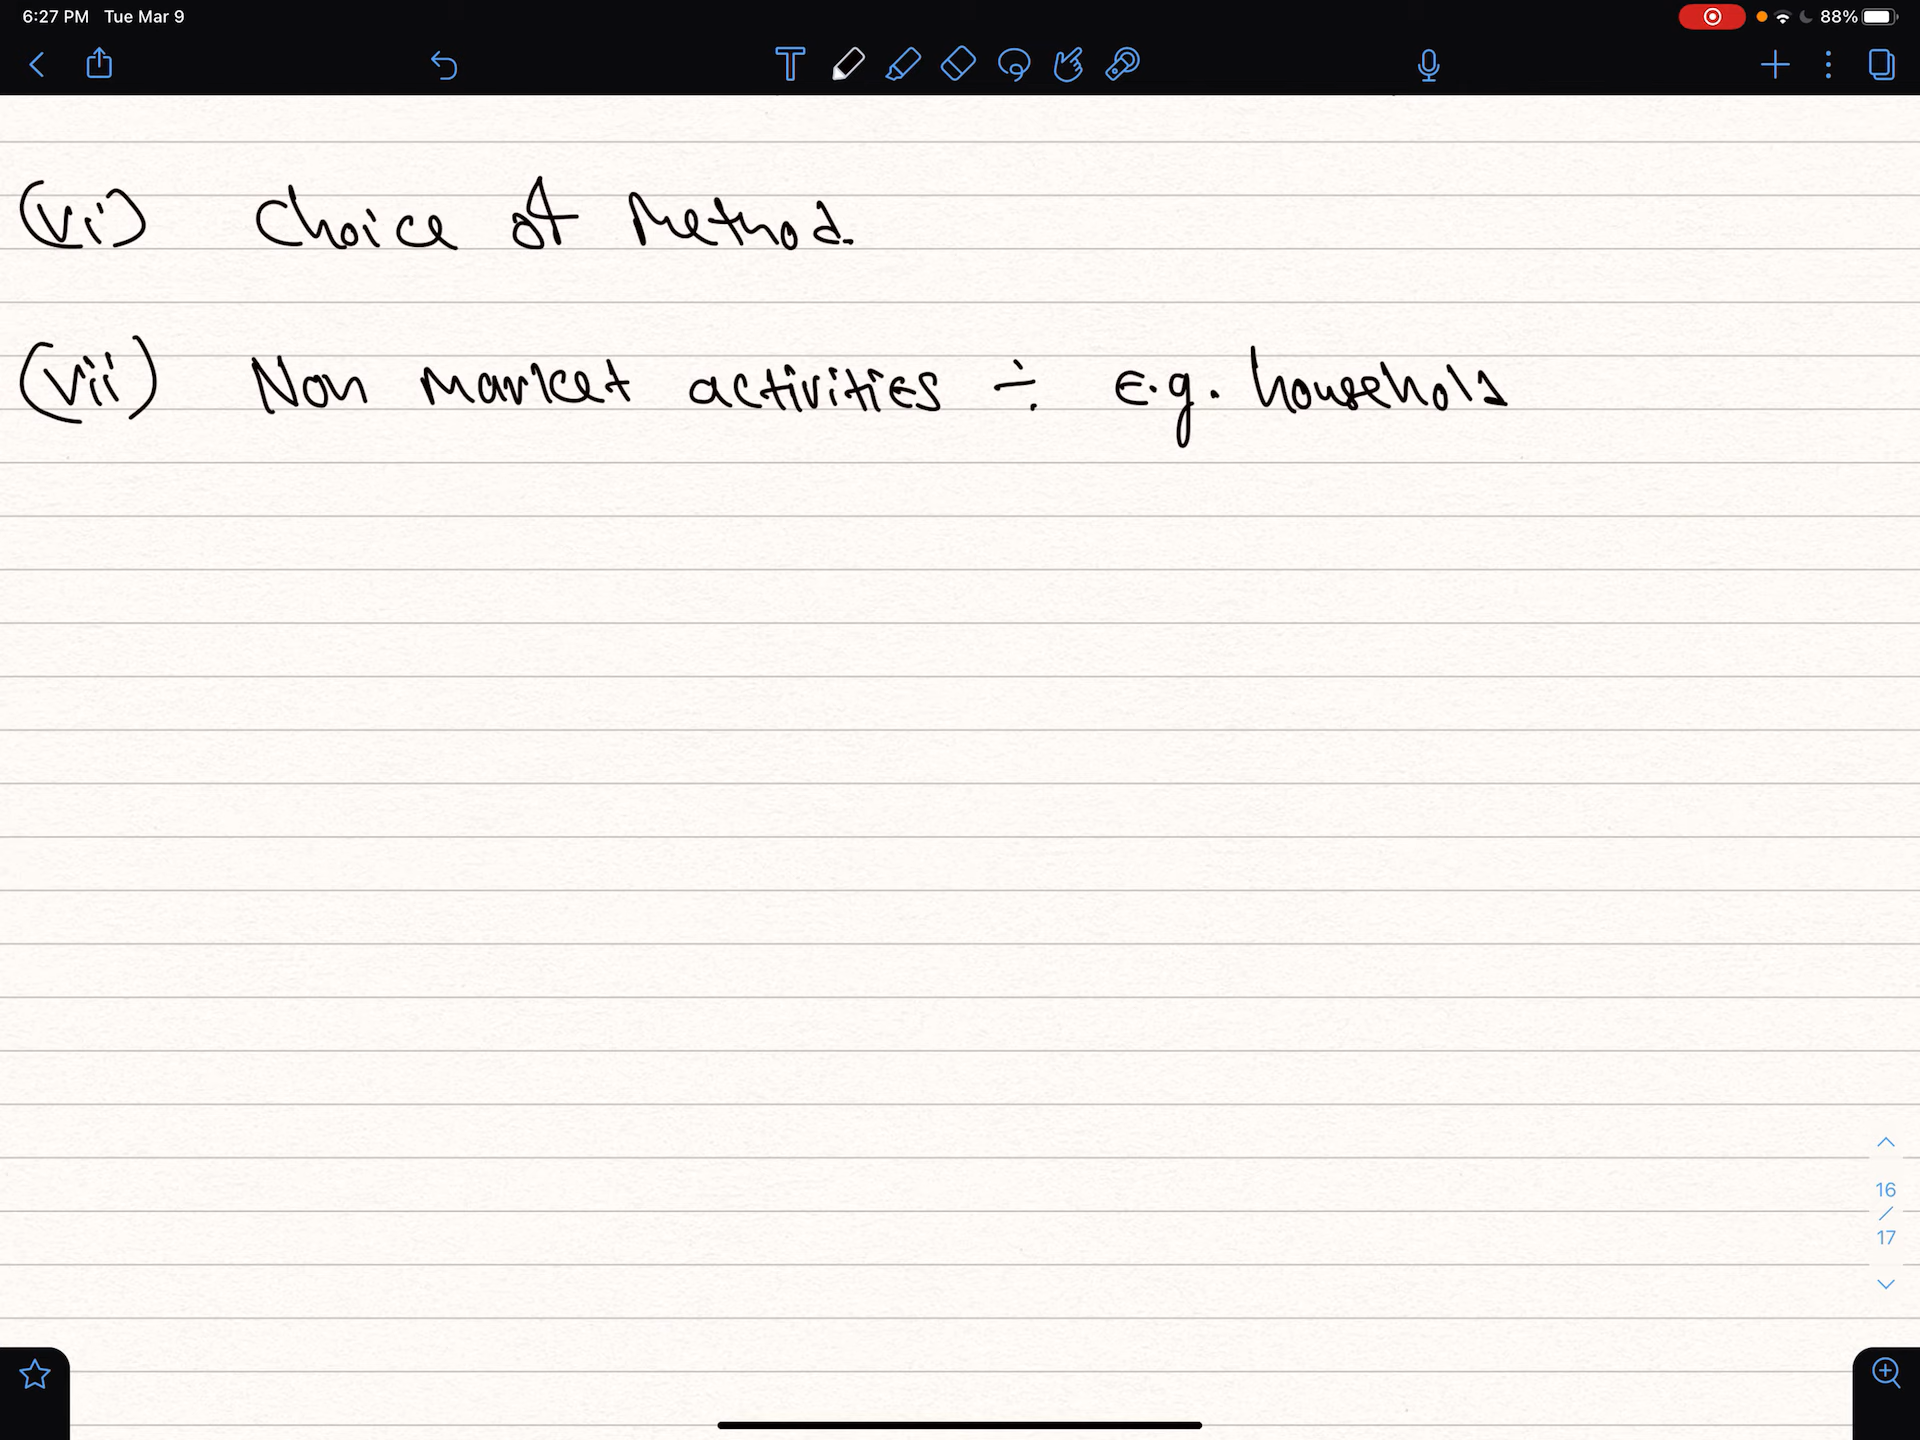 6:27 PM Tue Mar 9
88%
(vi) Choice of Method.
(vii) Non Market activities ÷ E.g. household
16
/
17